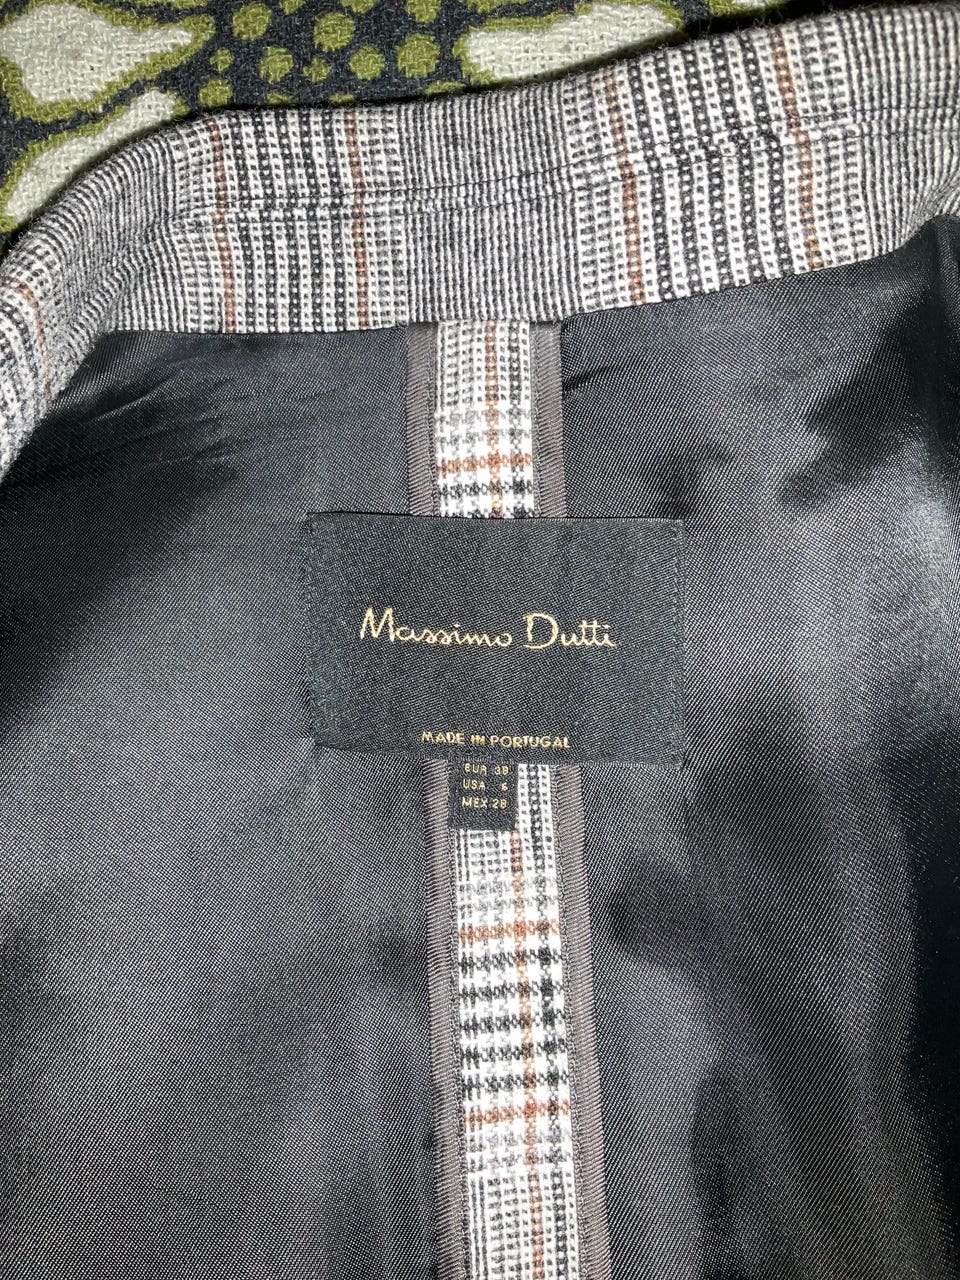 Massimo Dutti
MADE IN PORTUGAL
EUR 38
USA 6
MEX 28